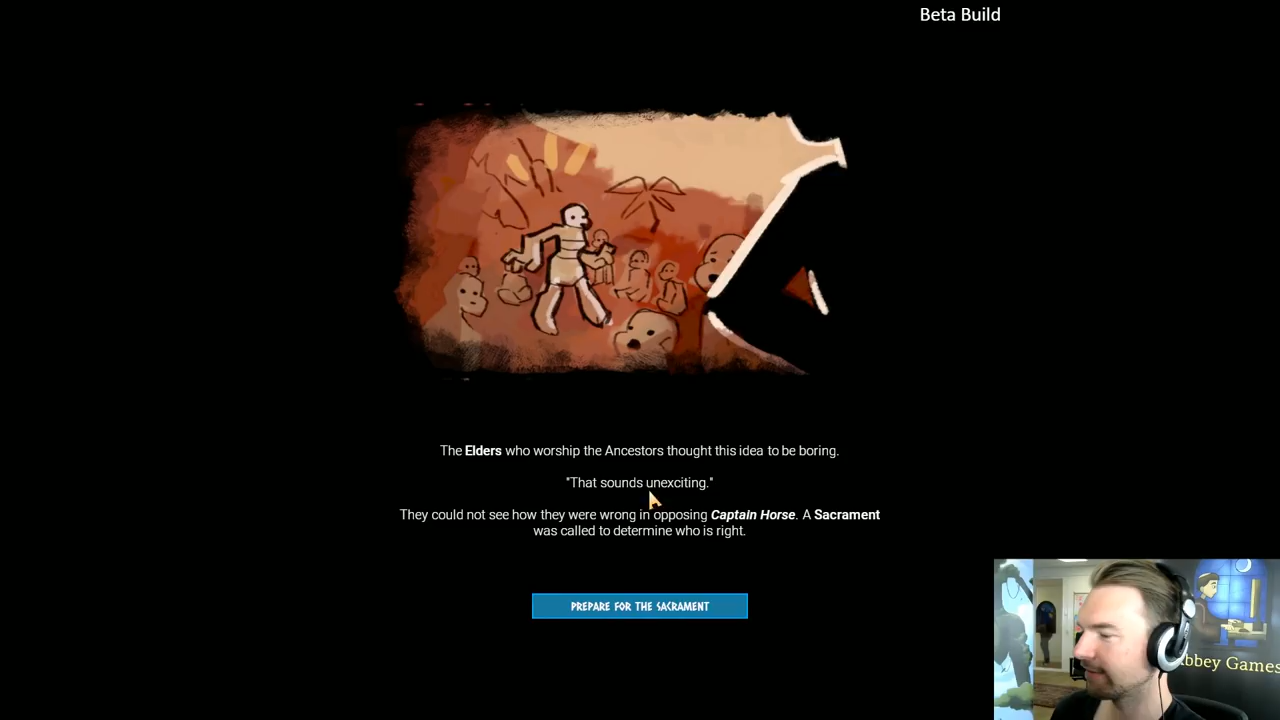 Beta Build
The Elders who worship the Ancestors thought this idea to be boring.
"That sounds unexciting."
They could not see how they were wrong in opposing Captain Horse. A Sacrament
was called to determine who is right.
PREPARE FOR THE SACRAMENT
bbey Games